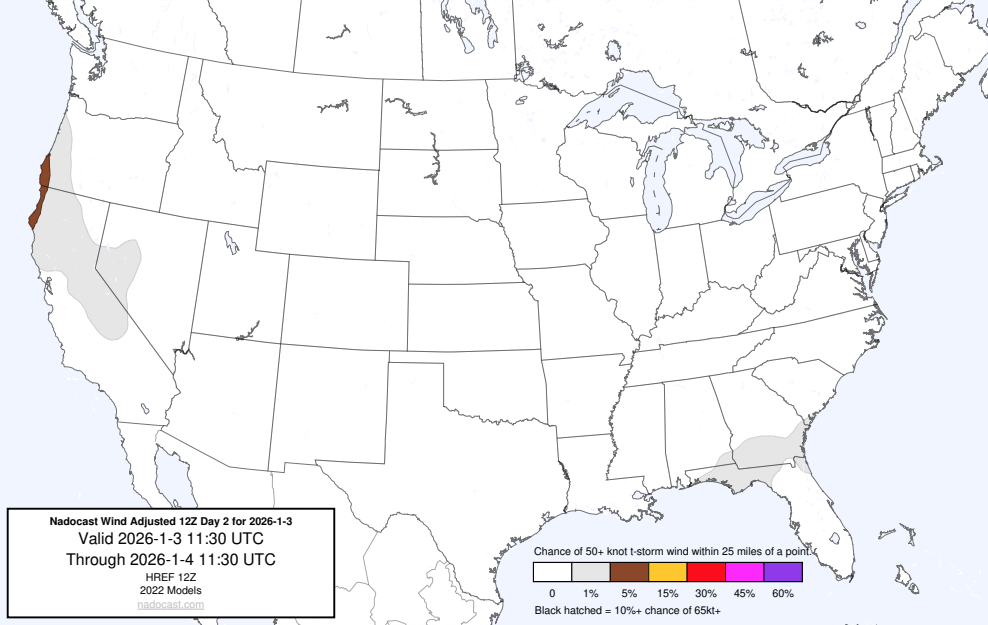 Nadocast Wind Adjusted 12Z Day 2 for 2026-1-3
Valid 2026-1-3 11:30 UTC
Through 2026-1-4 11:30 UTC
HREF 12Z
2022 Models
nadocast.com
Chance of 50+ knot t-storm wind within 25 miles of a point.
0 1% 5% 15% 30% 45% 60%
Black hatched = 10%+ chance of 65kt+